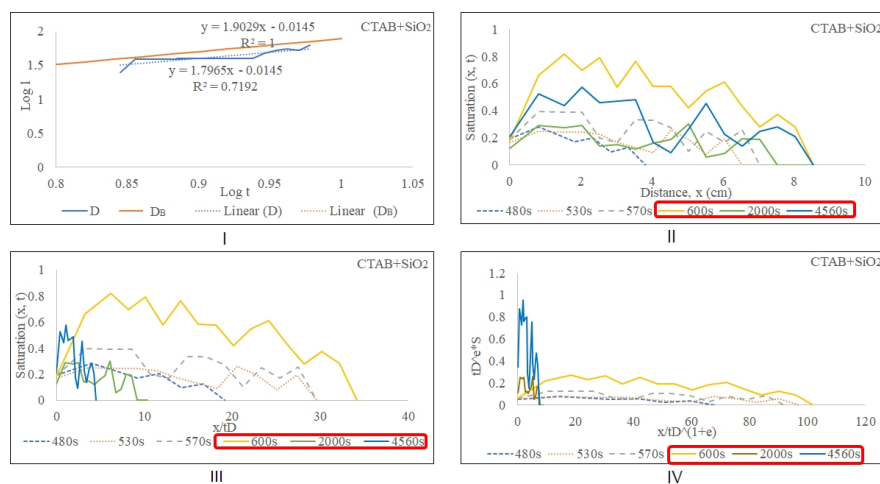 y = 1.9029x - 0.0145
R² = 1
CTAB+SiO2
2
1.5
1
0.5
0
Log l
y = 1.7965x - 0.0145
R² = 0.7192
0.8
0.85
0.9
0.95
1
1.05
Log t
D
DB
Linear (D)
Linear (DB)
I
CTAB+SiO2
1
0.8
0.6
0.4
0.2
0
Saturation (x, t)
0
2
4
6
8
10
Distance, x (cm)
480s
530s
570s
600s
2000s
4560s
II
CTAB+SiO2
1
0.8
0.6
0.4
0.2
0
Saturation (x, t)
0
10
20
30
40
x/tD
480s
530s
570s
600s
2000s
4560s
III
CTAB+SiO2
1.2
1
0.8
0.6
0.4
0.2
0
tD^e*S
0
20
40
60
80
100
120
x/tD^(1+e)
480s
530s
570s
600s
2000s
4560s
IV